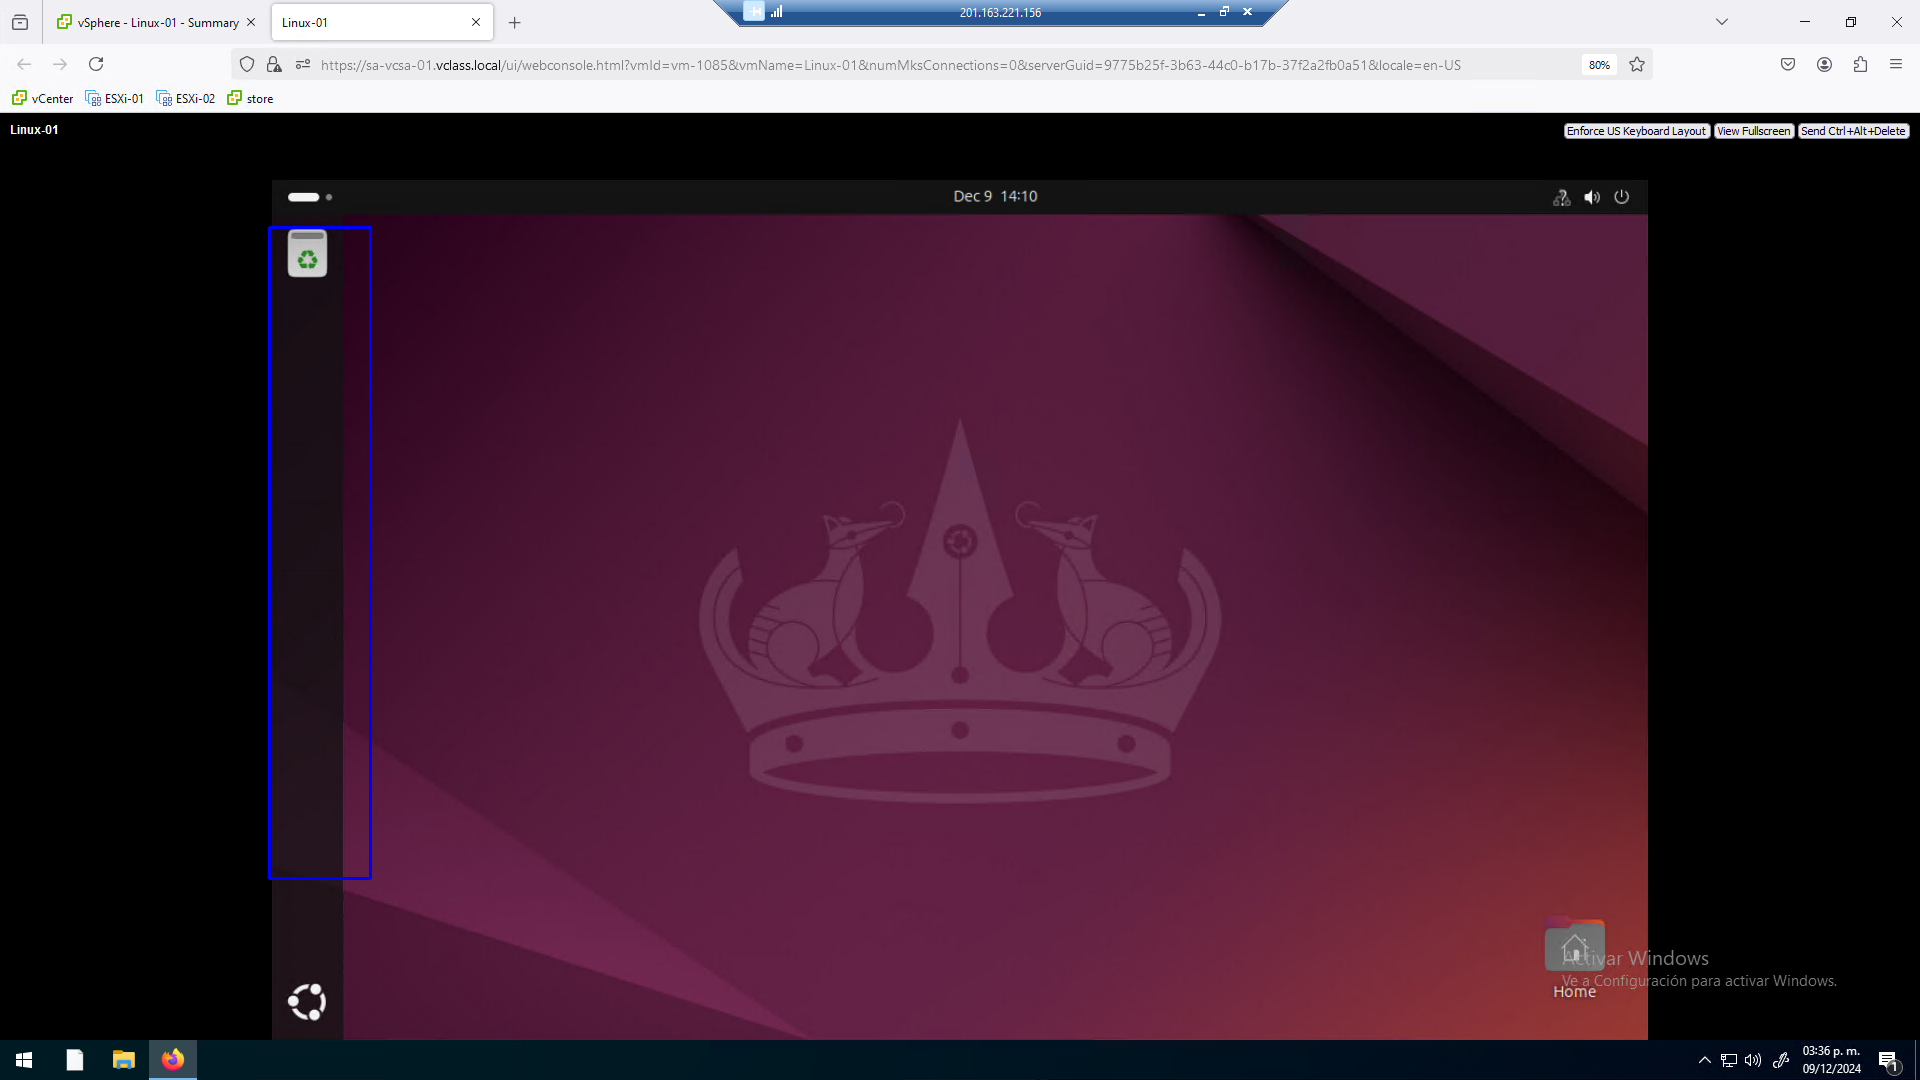 vSphere - Linux-01 - Summary
Linux-01
201.163.221.156
https://sa-vcsa-01.vclass.local/ui/webconsole.html?vmId=vm-1085&vmName=Linux-01&numMksConnections=0&serverGuid=9775b25f-3b63-44c0-b17b-37f2a2fb0a51&locale=en-US
80%
vCenter
ESXi-01
ESXi-02
store
Linux-01
Enforce US Keyboard Layout
View Fullscreen
Send Ctrl+Alt+Delete
Dec 9 14:10
Activar Windows
Ve a Configuración para activar Windows.
Home
03:36 p. m.
09/12/2024
1